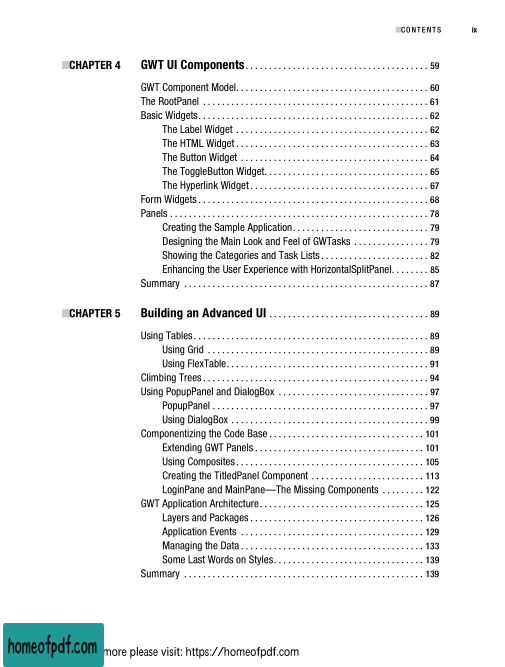 ■CONTENTS ix
■CHAPTER 4 GWT UI Components. . . . . . . . . . . . . . . . . . . . . . . . . . . . . . . . . . . . . . . 59
GWT Component Model. . . . . . . . . . . . . . . . . . . . . . . . . . . . . . . . . . . . . . . . . 60
The RootPanel . . . . . . . . . . . . . . . . . . . . . . . . . . . . . . . . . . . . . . . . . . . . . . . . 61
Basic Widgets. . . . . . . . . . . . . . . . . . . . . . . . . . . . . . . . . . . . . . . . . . . . . . . . . 62
The Label Widget . . . . . . . . . . . . . . . . . . . . . . . . . . . . . . . . . . . . . . . . . 62
The HTML Widget . . . . . . . . . . . . . . . . . . . . . . . . . . . . . . . . . . . . . . . . . 63
The Button Widget . . . . . . . . . . . . . . . . . . . . . . . . . . . . . . . . . . . . . . . . 64
The ToggleButton Widget. . . . . . . . . . . . . . . . . . . . . . . . . . . . . . . . . . . 65
The Hyperlink Widget . . . . . . . . . . . . . . . . . . . . . . . . . . . . . . . . . . . . . . 67
Form Widgets . . . . . . . . . . . . . . . . . . . . . . . . . . . . . . . . . . . . . . . . . . . . . . . . . 68
Panels . . . . . . . . . . . . . . . . . . . . . . . . . . . . . . . . . . . . . . . . . . . . . . . . . . . . . . . 78
Creating the Sample Application. . . . . . . . . . . . . . . . . . . . . . . . . . . . . 79
Designing the Main Look and Feel of GWTasks . . . . . . . . . . . . . . . . 79
Showing the Categories and Task Lists . . . . . . . . . . . . . . . . . . . . . . . 82
Enhancing the User Experience with HorizontalSplitPanel. . . . . . . . 85
Summary . . . . . . . . . . . . . . . . . . . . . . . . . . . . . . . . . . . . . . . . . . . . . . . . . . . . 87
■CHAPTER 5 Building an Advanced UI . . . . . . . . . . . . . . . . . . . . . . . . . . . . . . . . . . 89
Using Tables. . . . . . . . . . . . . . . . . . . . . . . . . . . . . . . . . . . . . . . . . . . . . . . . . . 89
Using Grid . . . . . . . . . . . . . . . . . . . . . . . . . . . . . . . . . . . . . . . . . . . . . . . 89
Using FlexTable. . . . . . . . . . . . . . . . . . . . . . . . . . . . . . . . . . . . . . . . . . . 91
Climbing Trees . . . . . . . . . . . . . . . . . . . . . . . . . . . . . . . . . . . . . . . . . . . . . . . . 94
Using PopupPanel and DialogBox . . . . . . . . . . . . . . . . . . . . . . . . . . . . . . . . 97
PopupPanel . . . . . . . . . . . . . . . . . . . . . . . . . . . . . . . . . . . . . . . . . . . . . . 97
Using DialogBox . . . . . . . . . . . . . . . . . . . . . . . . . . . . . . . . . . . . . . . . . . 99
Componentizing the Code Base . . . . . . . . . . . . . . . . . . . . . . . . . . . . . . . . . 101
Extending GWT Panels . . . . . . . . . . . . . . . . . . . . . . . . . . . . . . . . . . . . 101
Using Composites. . . . . . . . . . . . . . . . . . . . . . . . . . . . . . . . . . . . . . . . 105
Creating the TitledPanel Component . . . . . . . . . . . . . . . . . . . . . . . . 113
LoginPane and MainPane—The Missing Components . . . . . . . . . 122
GWT Application Architecture. . . . . . . . . . . . . . . . . . . . . . . . . . . . . . . . . . . 125
Layers and Packages . . . . . . . . . . . . . . . . . . . . . . . . . . . . . . . . . . . . . 126
Application Events . . . . . . . . . . . . . . . . . . . . . . . . . . . . . . . . . . . . . . . 129
Managing the Data . . . . . . . . . . . . . . . . . . . . . . . . . . . . . . . . . . . . . . . 133
Some Last Words on Styles. . . . . . . . . . . . . . . . . . . . . . . . . . . . . . . . 139
Summary . . . . . . . . . . . . . . . . . . . . . . . . . . . . . . . . . . . . . . . . . . . . . . . . . . . 139
homeofpdf.com more please visit: https://homeofpdf.com